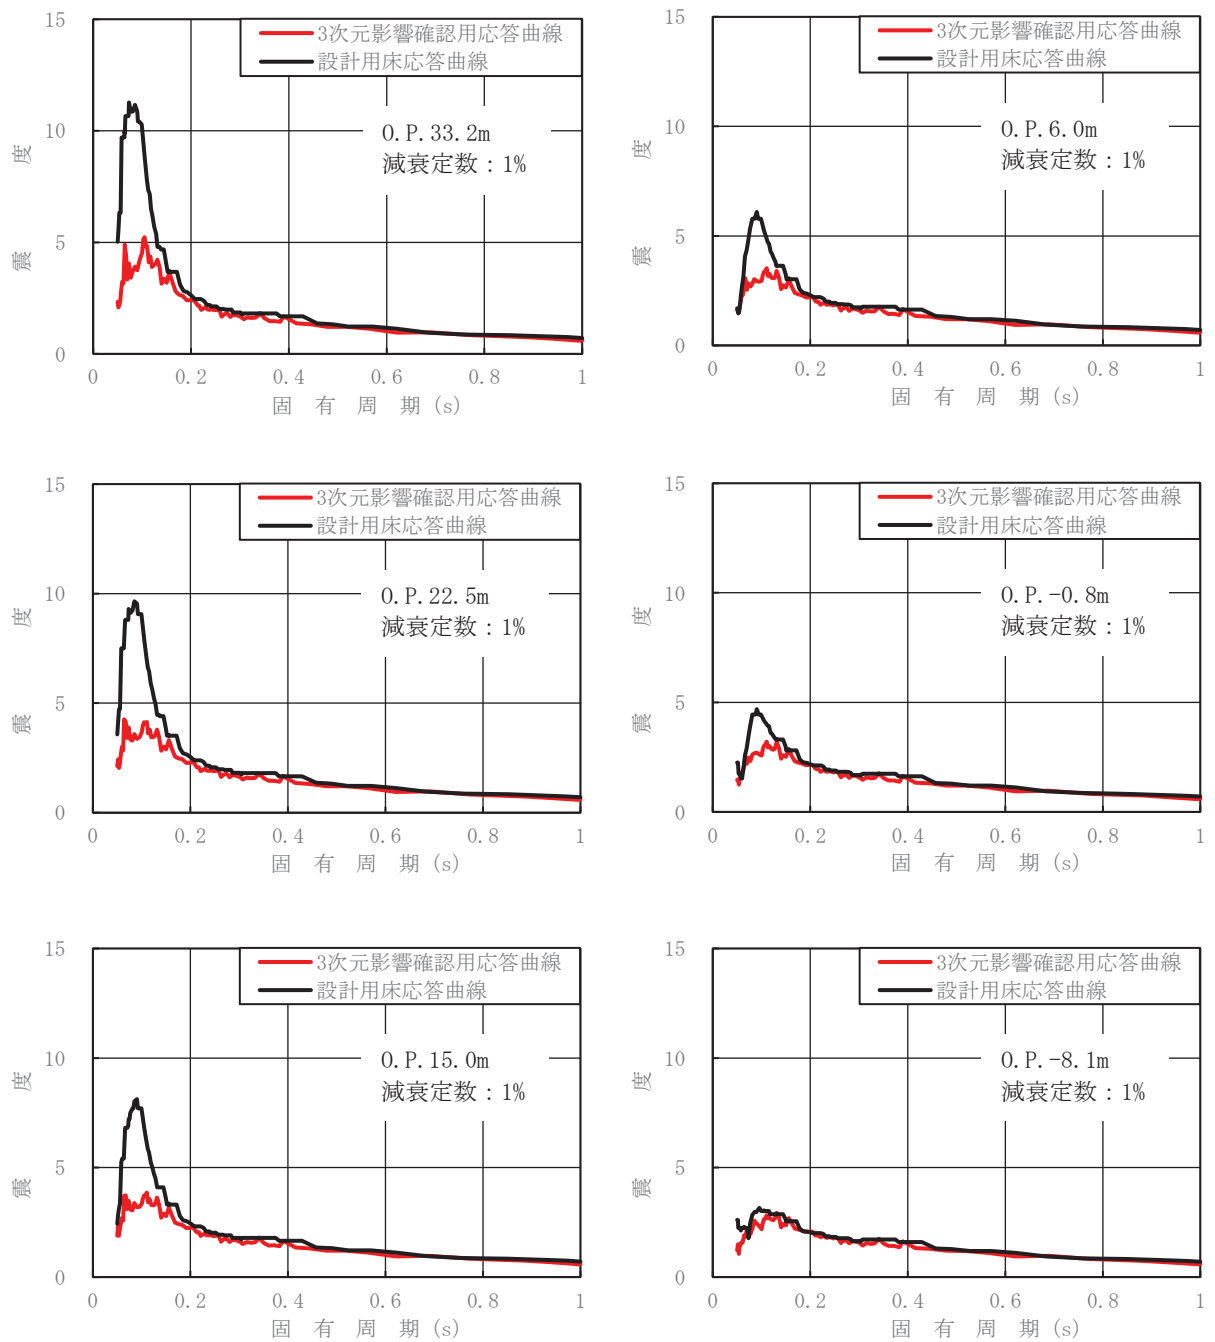 15
10
5
0
度
震
3次元影響確認用応答曲線
設計用床応答曲線
O.P.33.2m
減衰定数：1%
0 0.2 0.4 0.6 0.8 1
固 有 周 期(s)
15
10
5
0
度
震
3次元影響確認用応答曲線
設計用床応答曲線
O.P.6.0m
減衰定数：1%
0 0.2 0.4 0.6 0.8 1
固 有 周 期(s)
15
10
5
0
度
震
3次元影響確認用応答曲線
設計用床応答曲線
O.P.22.5m
減衰定数：1%
0 0.2 0.4 0.6 0.8 1
固 有 周 期(s)
15
10
5
0
度
震
3次元影響確認用応答曲線
設計用床応答曲線
O.P.-0.8m
減衰定数：1%
0 0.2 0.4 0.6 0.8 1
固 有 周 期(s)
15
10
5
0
度
震
3次元影響確認用応答曲線
設計用床応答曲線
O.P.15.0m
減衰定数：1%
0 0.2 0.4 0.6 0.8 1
固 有 周 期(s)
15
10
5
0
度
震
3次元影響確認用応答曲線
設計用床応答曲線
O.P.-8.1m
減衰定数：1%
0 0.2 0.4 0.6 0.8 1
固 有 周 期(s)